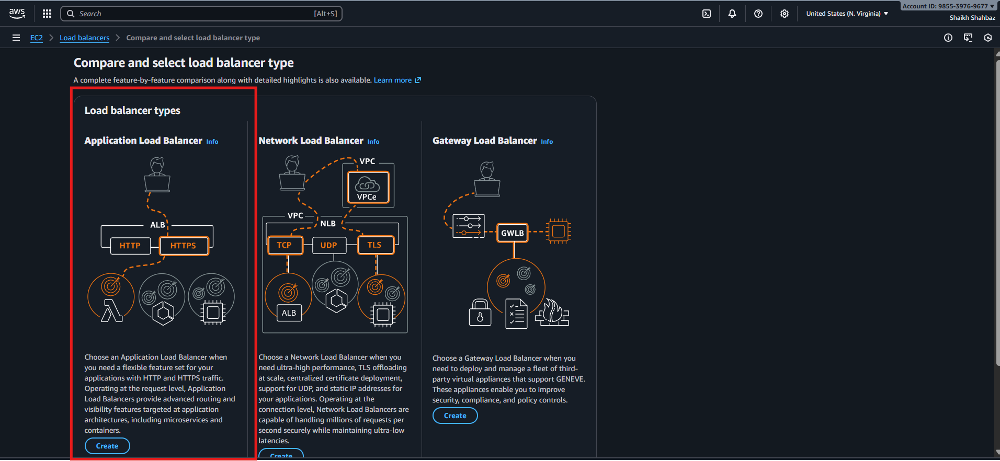 aws
Search
[Alt+S]
United States (N. Virginia)
Account ID: 9855-3976-9677
Shaikh Shahbaz
EC2
Load balancers
Compare and select load balancer type
Compare and select load balancer type
A complete feature-by-feature comparison along with detailed highlights is also available. Learn more
Load balancer types
Application Load Balancer Info
ALB
HTTP
HTTPS
Choose an Application Load Balancer when
you need a flexible feature set for your
applications with HTTP and HTTPS traffic.
Operating at the request level, Application
Load Balancers provide advanced routing and
visibility features targeted at application
architectures, including microservices and
containers.
Create
Network Load Balancer Info
VPC
VPCe
VPC
NLB
TCP
UDP
TLS
ALB
Choose a Network Load Balancer when you
need ultra-high performance, TLS offloading
at scale, centralized certificate deployment,
support for UDP, and static IP addresses for
your applications. Operating at the
connection level, Network Load Balancers are
capable of handling millions of requests per
second securely while maintaining ultra-low
latencies.
Create
Gateway Load Balancer Info
GWLB
Choose a Gateway Load Balancer when you
need to deploy and manage a fleet of third-
party virtual appliances that support GENEVE.
These appliances enable you to improve
security, compliance, and policy controls.
Create